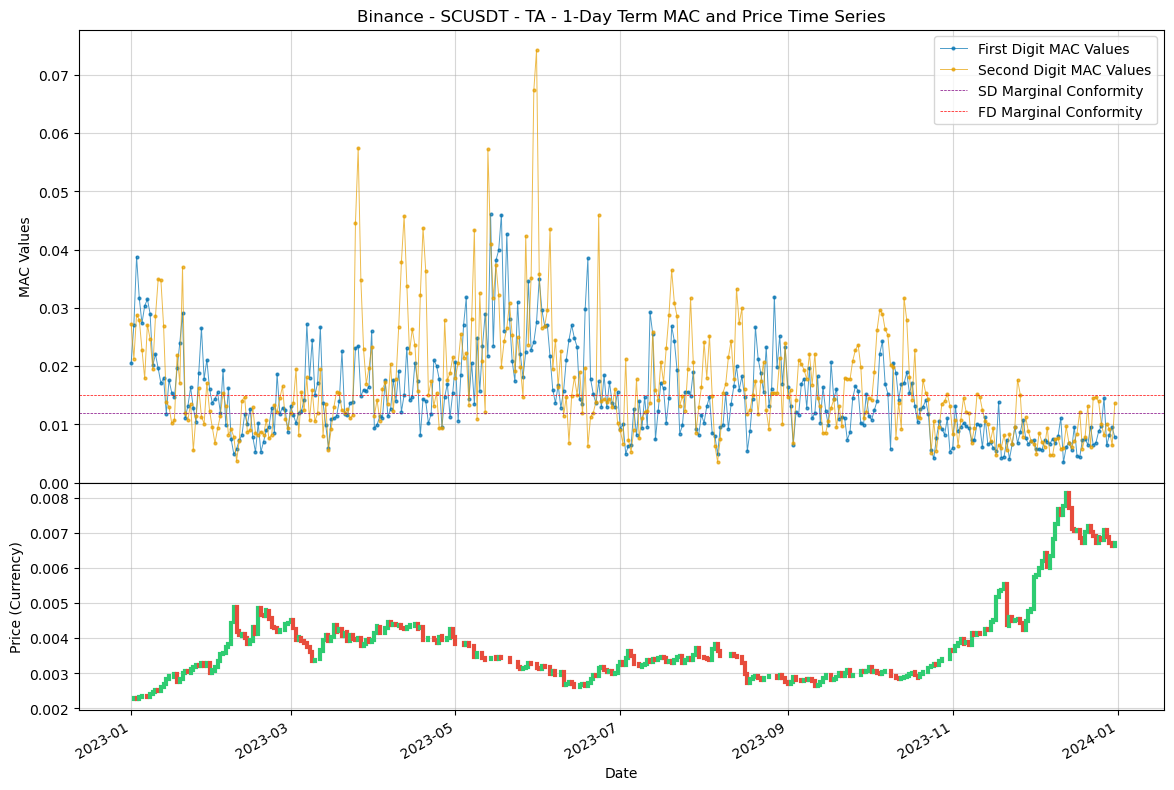 Binance - SCUSDT - TA - 1-Day Term MAC and Price Time Series
First Digit MAC Values
Second Digit MAC Values
SD Marginal Conformity
FD Marginal Conformity
MAC Values
0.07
0.06
0.05
0.04
0.03
0.02
0.01
0.00
Price (Currency)
0.008
0.007
0.006
0.005
0.004
0.003
0.002
2023-01
2023-03
2023-05
2023-07
2023-09
2023-11
2024-01
Date